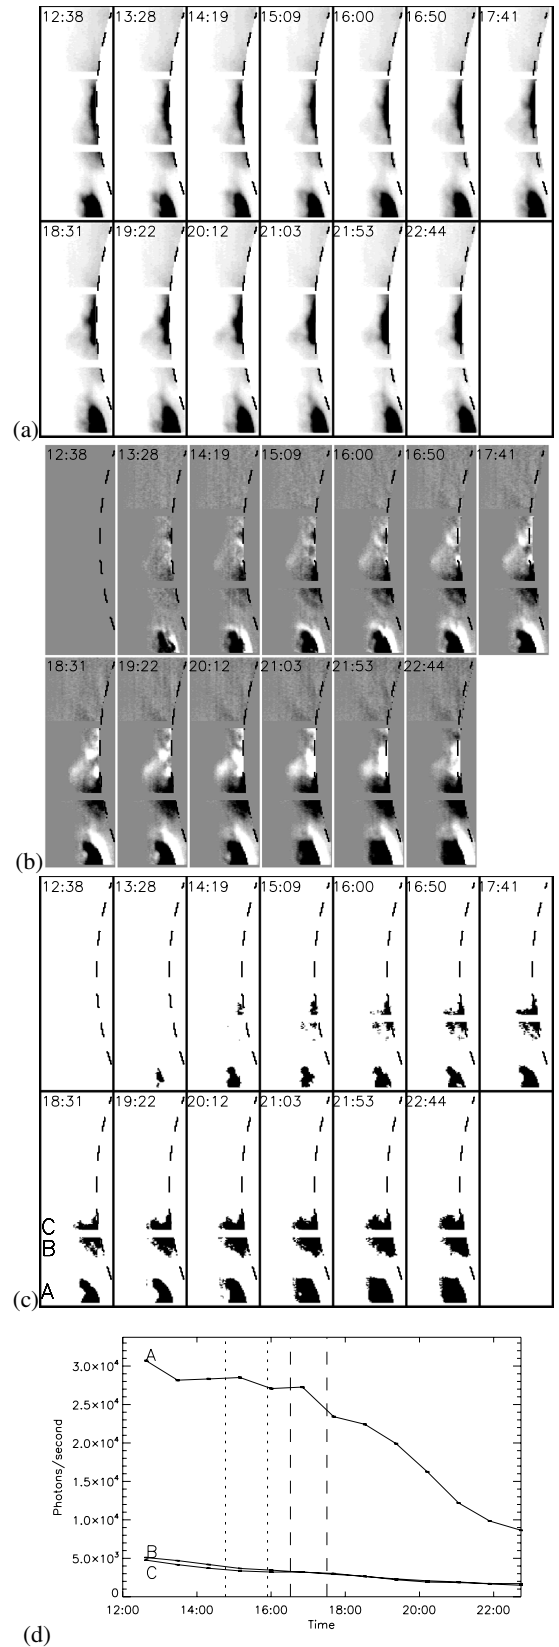 12:38 13:28 14:19 15:09 16:00 16:50 17:41
18:31 19:22 20:12 21:03 21:53 22:44
(a)
12:38 13:28 14:19 15:09 16:00 16:50 17:41
18:31 19:22 20:12 21:03 21:53 22:44
(b)
12:38 13:28 14:19 15:09 16:00 16:50 17:41
18:31 19:22 20:12 21:03 21:53 22:44
C
B
A
(c)
A
3.0×10⁴
2.5×10⁴
2.0×10⁴
1.5×10⁴
1.0×10⁴
5.0×10³
0
Photons/second
B
C
12:00 14:00 16:00 18:00 20:00 22:00
Time
(d)